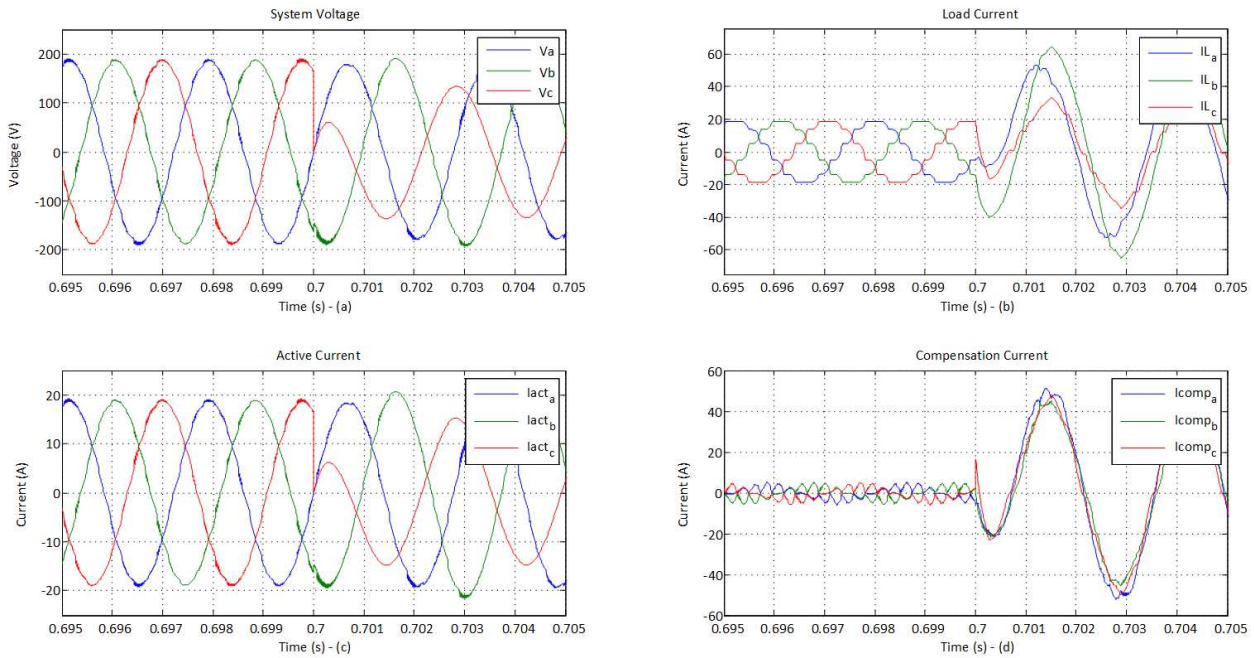 System Voltage
Va
Vb
Vc
200
100
0
-100
-200
Voltage (V)
0.695 0.696 0.697 0.698 0.699 0.7 0.701 0.702 0.703 0.704 0.705
Time (s) - (a)
Load Current
ILa
ILb
ILc
60
40
20
0
-20
-40
-60
Current (A)
0.695 0.696 0.697 0.698 0.699 0.7 0.701 0.702 0.703 0.704 0.705
Time (s) - (b)
Active Current
Iacta
Iactb
Iactc
20
10
0
-10
-20
Current (A)
0.695 0.696 0.697 0.698 0.699 0.7 0.701 0.702 0.703 0.704 0.705
Time (s) - (c)
Compensation Current
Icompa
Icompb
Icompc
60
40
20
0
-20
-40
-60
Current (A)
0.695 0.696 0.697 0.698 0.699 0.7 0.701 0.702 0.703 0.704 0.705
Time (s) - (d)